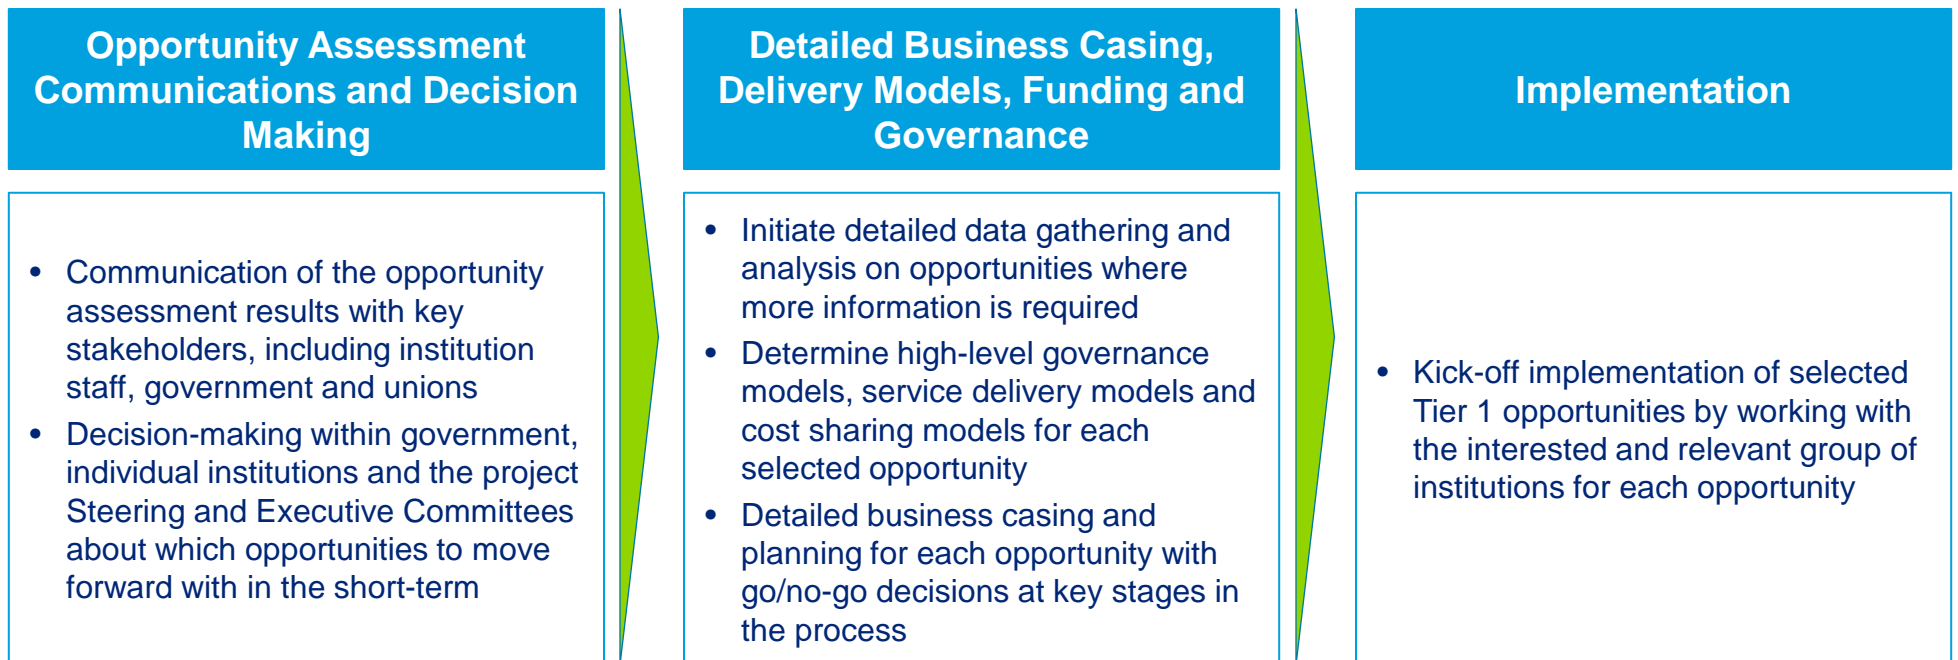 Opportunity Assessment
Communications and Decision
Making
• Communication of the opportunity
assessment results with key
stakeholders, including institution
staff, government and unions
• Decision-making within government,
individual institutions and the project
Steering and Executive Committees
about which opportunities to move
forward with in the short-term
Detailed Business Casing,
Delivery Models, Funding and
Governance
• Initiate detailed data gathering and
analysis on opportunities where
more information is required
• Determine high-level governance
models, service delivery models and
cost sharing models for each
selected opportunity
• Detailed business casing and
planning for each opportunity with
go/no-go decisions at key stages in
the process
Implementation
• Kick-off implementation of selected
Tier 1 opportunities by working with
the interested and relevant group of
institutions for each opportunity